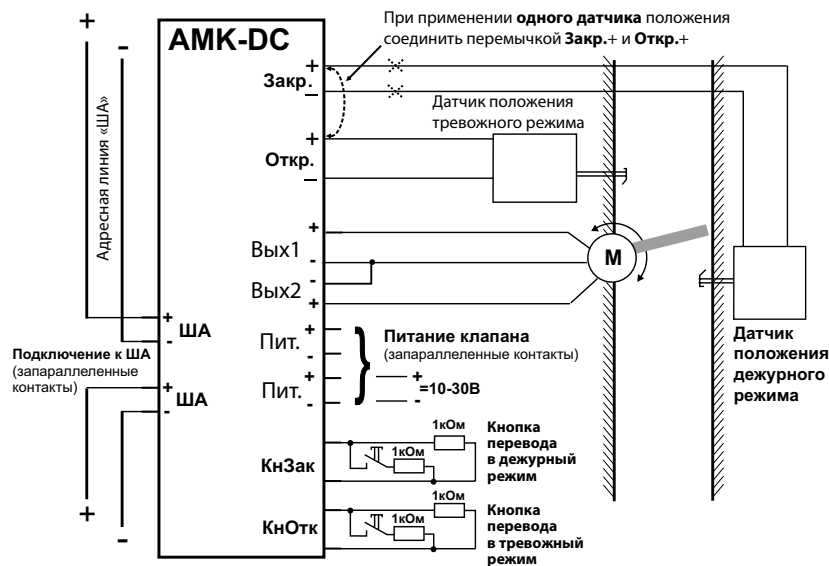 +
-
АМК-DC
При применении одного датчика положения
соединить перемычкой Закр.+ и Откр.+
+
Закр.
–
Датчик положения
тревожного режима
+
Откр.
–
Адресная линия «ША»
+
Вых1
-
-
Вых2
+
М
+
ША
-
Подключение к ША
(запараллеленные
контакты)
+
ША
-
+
Пит.
-
+
Пит.
-
}
Питание клапана
(запараллеленные контакты)
+
=10-30В
-
Датчик
положения
дежурного
режима
КнЗак
1кОм
1кОм
Кнопка
перевода
в дежурный
режим
КнОтк
1кОм
1кОм
Кнопка
перевода
в тревожный
режим
+
-